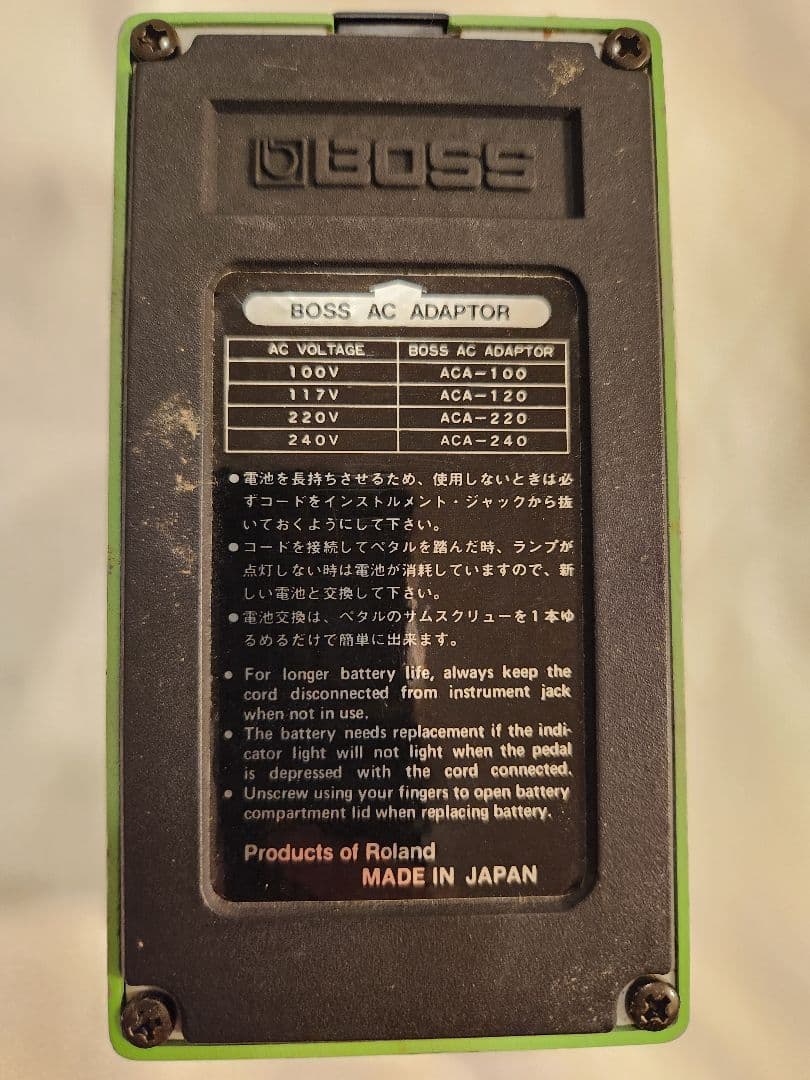 BOSS
BOSS AC ADAPTOR
AC VOLTAGE BOSS AC ADAPTOR
100V ACA-100
117V ACA-120
220V ACA-220
240V ACA-240
●電池を長持ちさせるため、使用しないときは必
ずコードをインストルメント・ジャックから抜
いておくようにして下さい。
●コードを接続してペタルを踏んだ時、ランプが
点灯しない時は電池が消耗していますので、新
しい電池と交換して下さい。
●電池交換は、ペタルのサムスクリューを1本ゆ
るめるだけで簡単に出来ます。
● For longer battery life, always keep the
cord disconnected from instrument jack
when not in use.
● The battery needs replacement if the indi-
cator light will not light when the pedal
is depressed with the cord connected.
● Unscrew using your fingers to open battery
compartment lid when replacing battery.
Products of Roland
MADE IN JAPAN